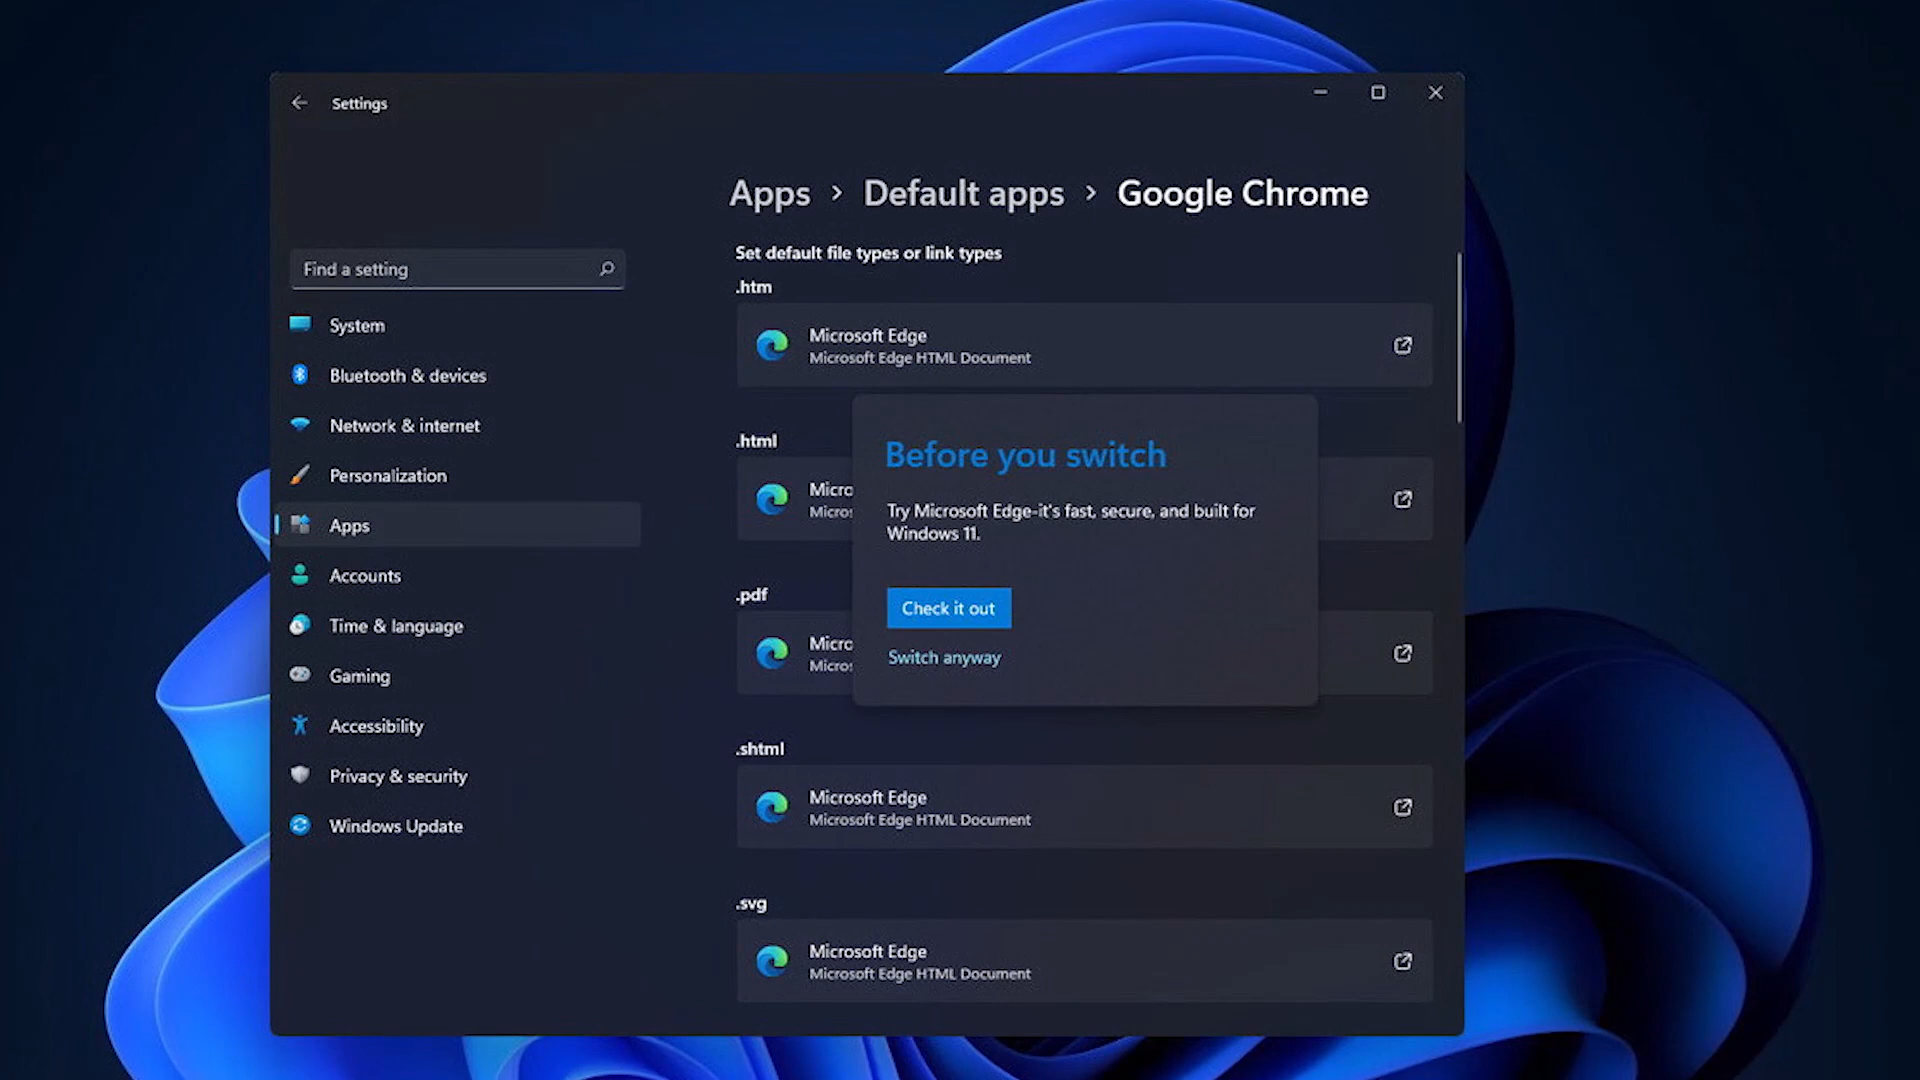 Settings
Apps > Default apps > Google Chrome
Find a setting
System
Bluetooth & devices
Network & internet
Personalization
Apps
Accounts
Time & language
Gaming
Accessibility
Privacy & security
Windows Update
Set default file types or link types
.htm
Microsoft Edge
Microsoft Edge HTML Document
.html
Micro
Micros
.pdf
Micro
Micros
Before you switch
Try Microsoft Edge-it's fast, secure, and built for
Windows 11.
Check it out
Switch anyway
.shtml
Microsoft Edge
Microsoft Edge HTML Document
.svg
Microsoft Edge
Microsoft Edge HTML Document